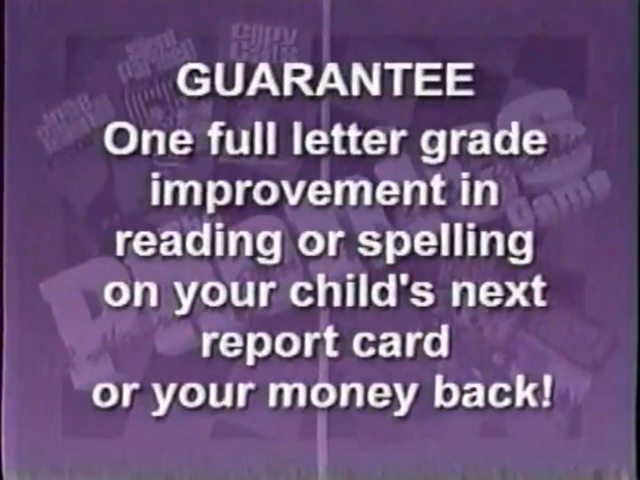 GUARANTEE
One full letter grade
improvement in
reading or spelling
on your child's next
report card
or your money back!